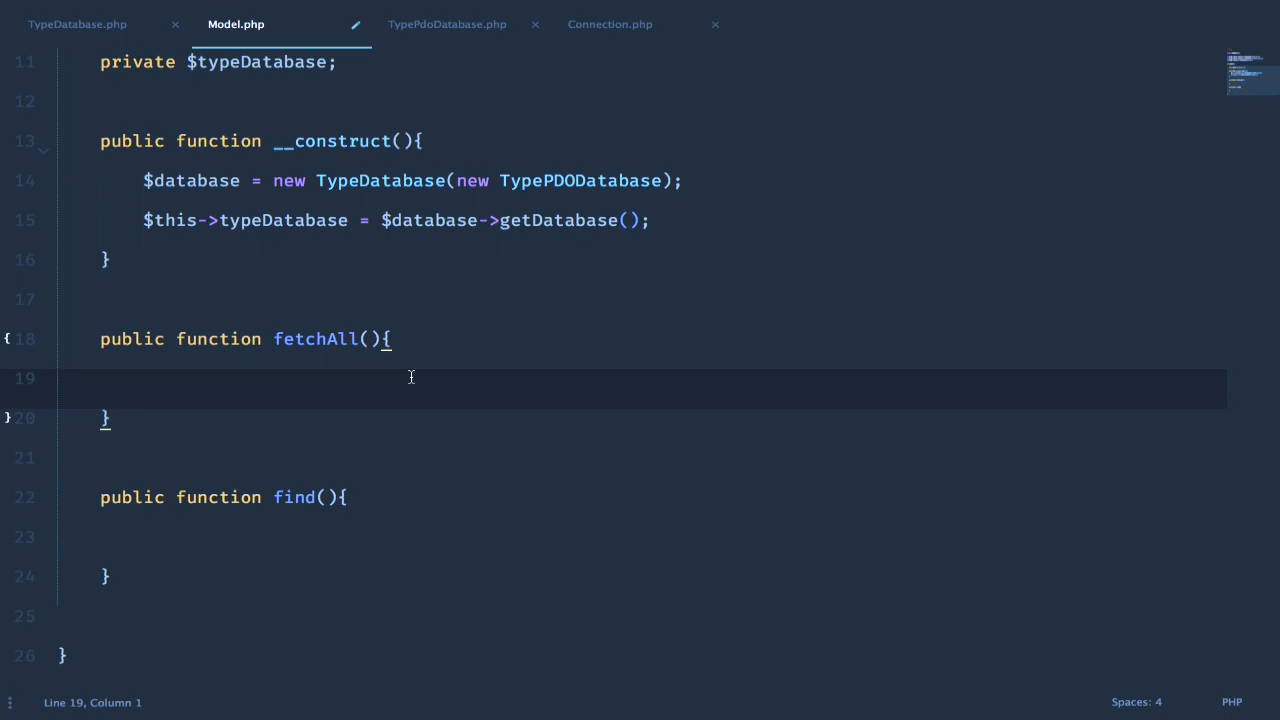 TypeDatabase.php × Model.php TypePdoDatabase.php × Connection.php ×
11 private $typeDatabase;
12
13 public function __construct(){
14 $database = new TypeDatabase(new TypePDODatabase);
15 $this->typeDatabase = $database->getDatabase();
16 }
17
{ 18 public function fetchAll(){
19
} 20 }
21
22 public function find(){
23
24 }
25
26 }
Line 19, Column 1 Spaces: 4 PHP